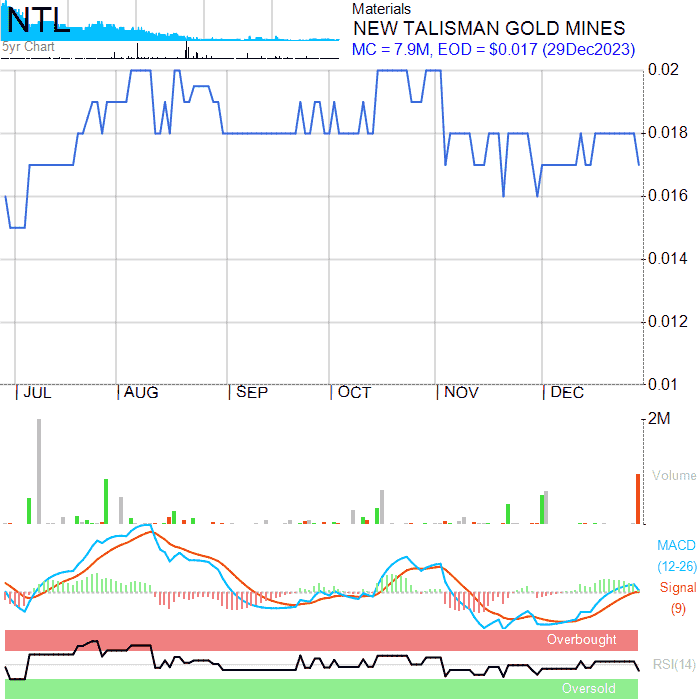 NTL
5yr Chart
Materials
NEW TALISMAN GOLD MINES
MC = 7.9M, EOD = $0.017 (29Dec2023)
0.02
0.018
0.016
0.014
0.012
0.01
JUL AUG SEP OCT NOV DEC
2M
Volume
MACD
(12-26)
Signal
(9)
Overbought
RSI(14)
Oversold